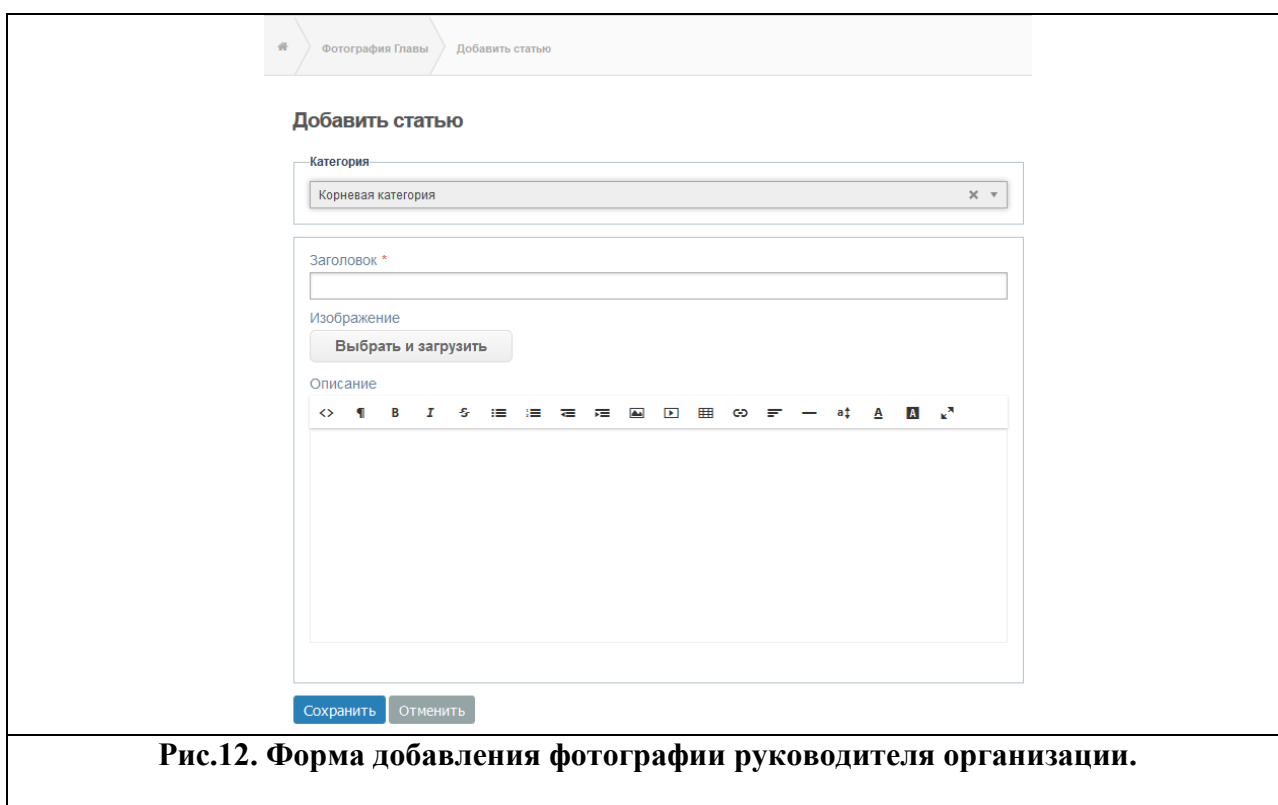 Фотография Главы Добавить статью
Добавить статью
Категория
Корневая категория
Заголовок *
Изображение
Выбрать и загрузить
Описание
Сохранить Отменить
Рис.12. Форма добавления фотографии руководителя организации.